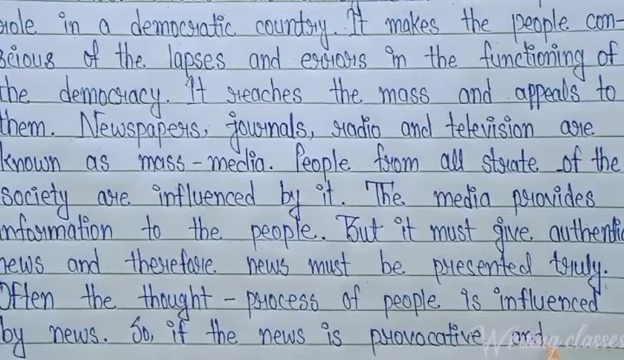 role in a democratic country. It makes the people con-
scious of the lapses and errors in the functioning of
the democracy. It reaches the mass and appeals to
them. Newspapers, journals, radio and television are
known as mass-media. People from all strate of the
society are influenced by it. The media provides
information to the people. But it must give authentic
news and therefore news must be presented truly.
Often the thought-process of people is influenced
by news. So, if the news is provocative and
Writing classes